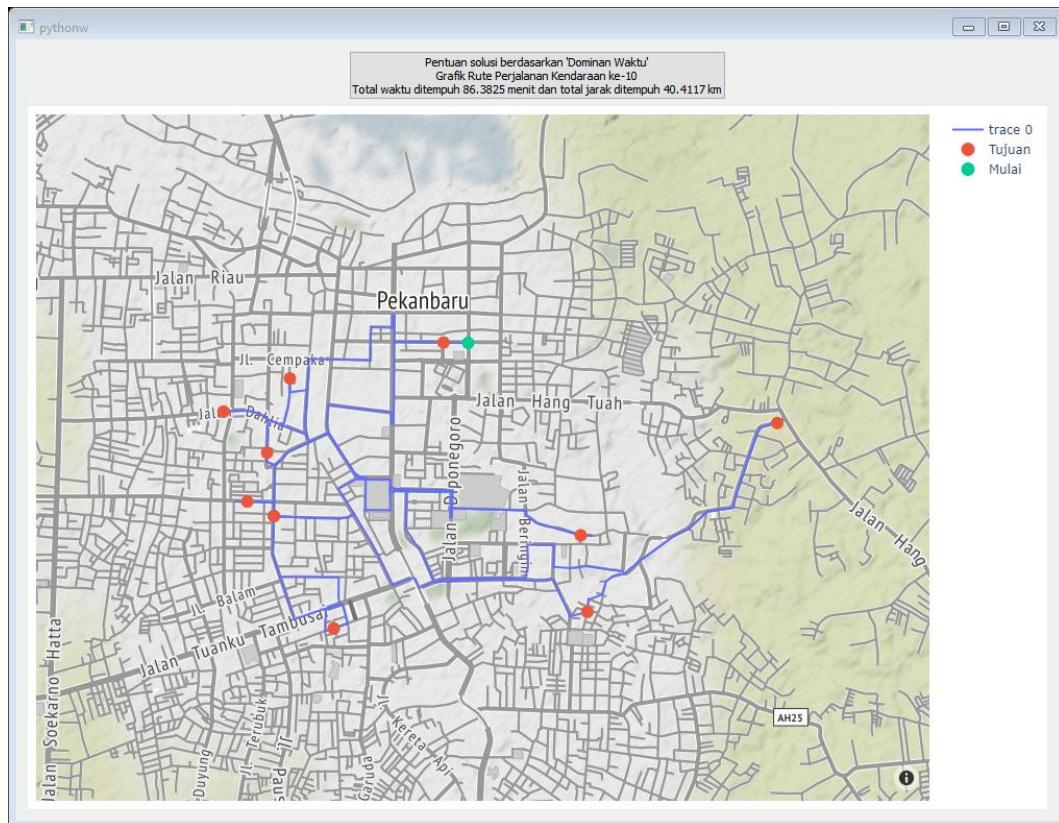 pythonw
Pentuan solusi berdasarkan 'Dominan Waktu'
Grafik Rute Perjalanan Kendaraan ke-10
Total waktu ditempuh 86.3825 menit dan total jarak ditempuh 40.4117 km
trace 0
Tujuan
Mulai
Jalan Riau
Pekanbaru
Jl. Cempaka
Jalan Hang Tuah
Jalan Dahlia
Jalan Diponegoro
Jalan Beringin
Jalan Hang
Jl. Balam
Jalan Tuanku Tambusai
Jalan Soekarno Hatta
Jl. Kereta Api
AH25
Duyung
Jl. Terubuk
Jl. Pa
Garuda